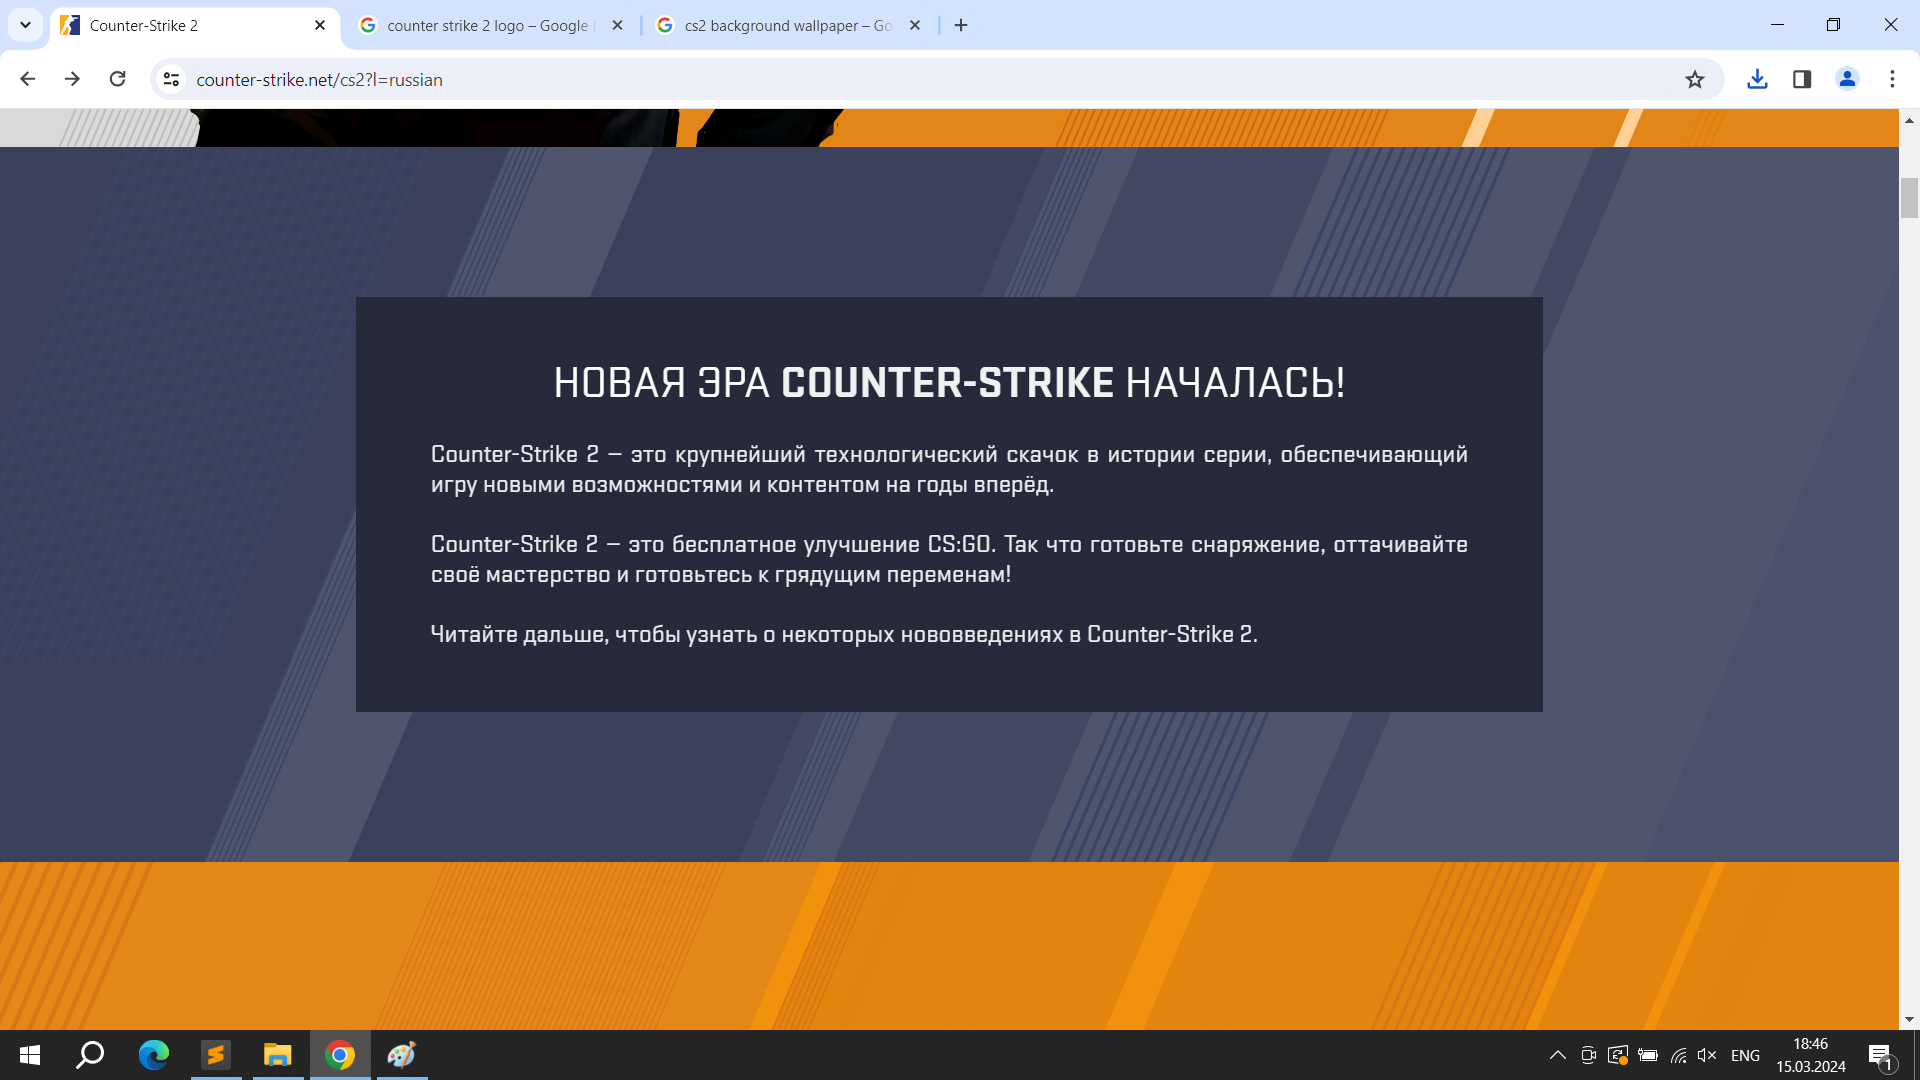 Counter-Strike 2
counter strike 2 logo – Google
cs2 background wallpaper – Go
counter-strike.net/cs2?l=russian
НОВАЯ ЭРА COUNTER-STRIKE НАЧАЛАСЬ!
Counter-Strike 2 — это крупнейший технологический скачок в истории серии, обеспечивающий
игру новыми возможностями и контентом на годы вперёд.
Counter-Strike 2 — это бесплатное улучшение CS:GO. Так что готовьте снаряжение, оттачивайте
своё мастерство и готовьтесь к грядущим переменам!
Читайте дальше, чтобы узнать о некоторых нововведениях в Counter-Strike 2.
ENG
18:46
15.03.2024
1